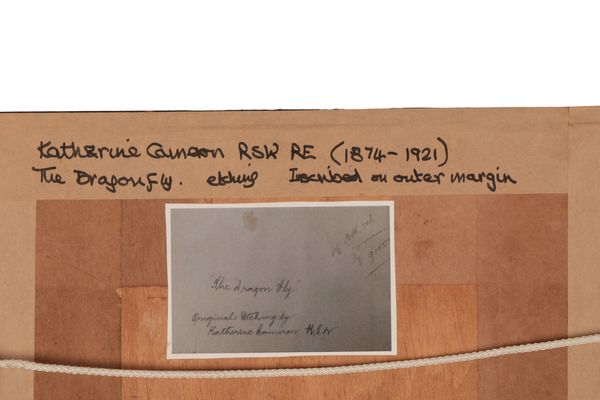 Katherine Cameron RSW RE (1874-1921)
The DragonFly. etching Inscribed on outer margin
"The Dragon Fly"
Original Etching by
Katherine Cameron R.S.W